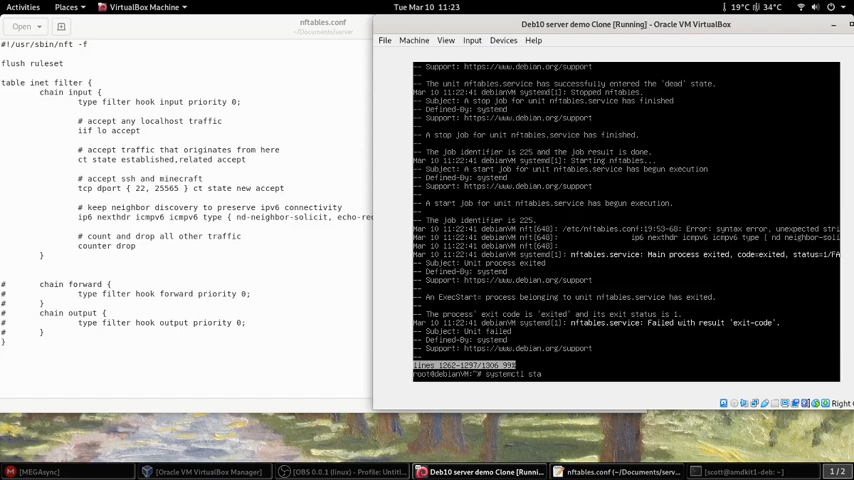 Activities
Places
VirtualBox Machine
Tue Mar 10 11:23
19°C
34°C
Open
nftables.conf
~/Documents/server
#!/usr/sbin/nft -f
flush ruleset
table inet filter {
chain input {
type filter hook input priority 0;
# accept any localhost traffic
iif lo accept
# accept traffic that originates from here
ct state established,related accept
# accept ssh and minecraft
tcp dport { 22, 25565 } ct state new accept
# keep neighbor discovery to preserve ipv6 connectivity
ip6 nexthdr icmpv6 icmpv6 type { nd-neighbor-solicit, echo-re
# count and drop all other traffic
counter drop
}
# chain forward {
# type filter hook forward priority 0;
# }
# chain output {
# type filter hook output priority 0;
# }
}
Deb10 server demo Clone [Running] - Oracle VM VirtualBox
File Machine View Input Devices Help
-- Support: https://www.debian.org/support
--
-- The unit nftables.service has successfully entered the 'dead' state.
Mar 10 11:22:41 debianVM systemd[1]: Stopped nftables.
-- Subject: A stop job for unit nftables.service has finished
-- Defined-By: systemd
-- Support: https://www.debian.org/support
--
-- A stop job for unit nftables.service has finished.
--
-- The job identifier is 225 and the job result is done.
Mar 10 11:22:41 debianVM systemd[1]: Starting nftables...
-- Subject: A start job for unit nftables.service has begun execution
-- Defined-By: systemd
-- Support: https://www.debian.org/support
--
-- A start job for unit nftables.service has begun execution.
--
-- The job identifier is 225.
Mar 10 11:22:41 debianVM nft[648]: /etc/nftables.conf:19:53-68: Error: syntax error, unexpected stri
Mar 10 11:22:41 debianVM nft[648]: ip6 nexthdr icmpv6 icmpv6 type { nd-neighbor-soli
Mar 10 11:22:41 debianVM nft[648]:
Mar 10 11:22:41 debianVM systemd[1]: nftables.service: Main process exited, code=exited, status=1/FA
-- Subject: Unit process exited
-- Defined-By: systemd
-- Support: https://www.debian.org/support
--
-- An ExecStart= process belonging to unit nftables.service has exited.
--
-- The process' exit code is 'exited' and its exit status is 1.
Mar 10 11:22:41 debianVM systemd[1]: nftables.service: Failed with result 'exit-code'.
-- Subject: Unit failed
-- Defined-By: systemd
-- Support: https://www.debian.org/support
--
lines 1262-1297/1306 99%
root@debianVM:~# systemctl sta
Right
[MEGAsync]
[Oracle VM VirtualBox Manager]
[OBS 0.0.1 (linux) - Profile: Untitl...
Deb10 server demo Clone [Runnin...
nftables.conf (~/Documents/serv...
[scott@amdkit1-deb: ~]
1 / 2